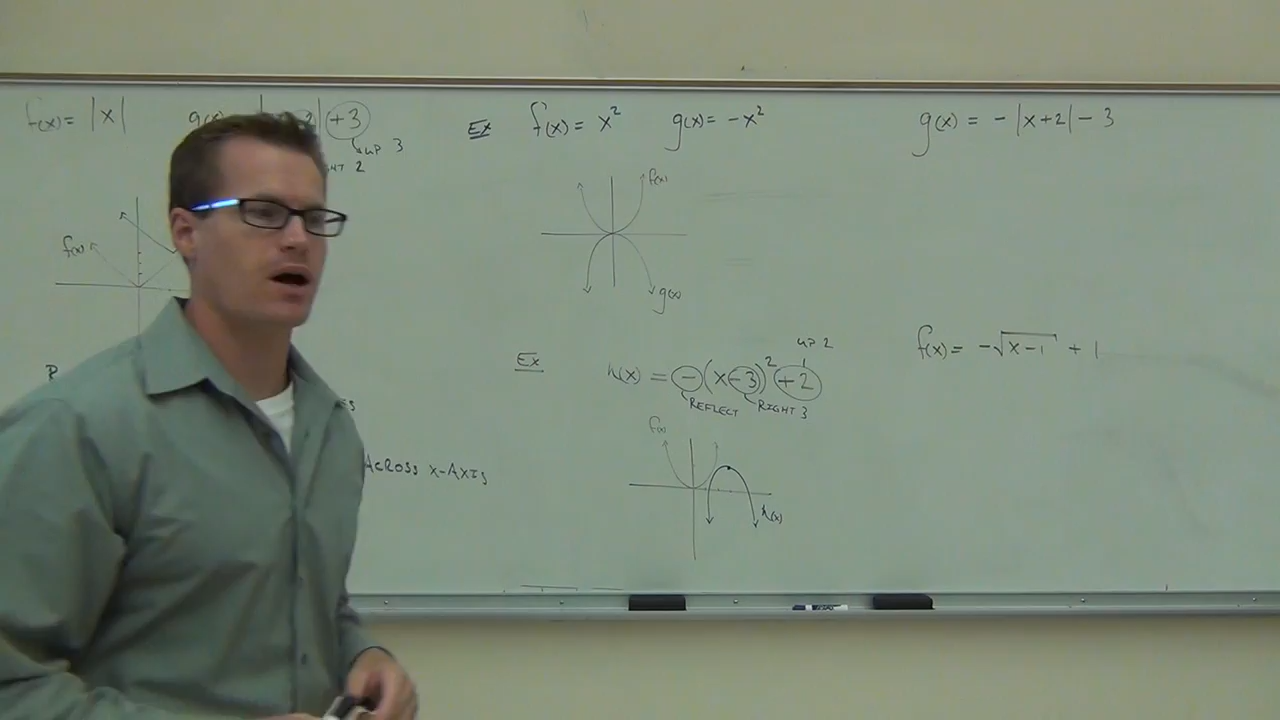 f(x) = |x|
g(x) 2| +3
UP 3
2
f(x)
ACROSS X-AXIS
Ex f(x) = x² g(x) = -x²
f(x)
g(x)
Ex h(x) = -(x-3)² +2
UP 2
REFLECT RIGHT 3
f(x)
h(x)
g(x) = -|x+2| - 3
f(x) = -√x-1 + 1